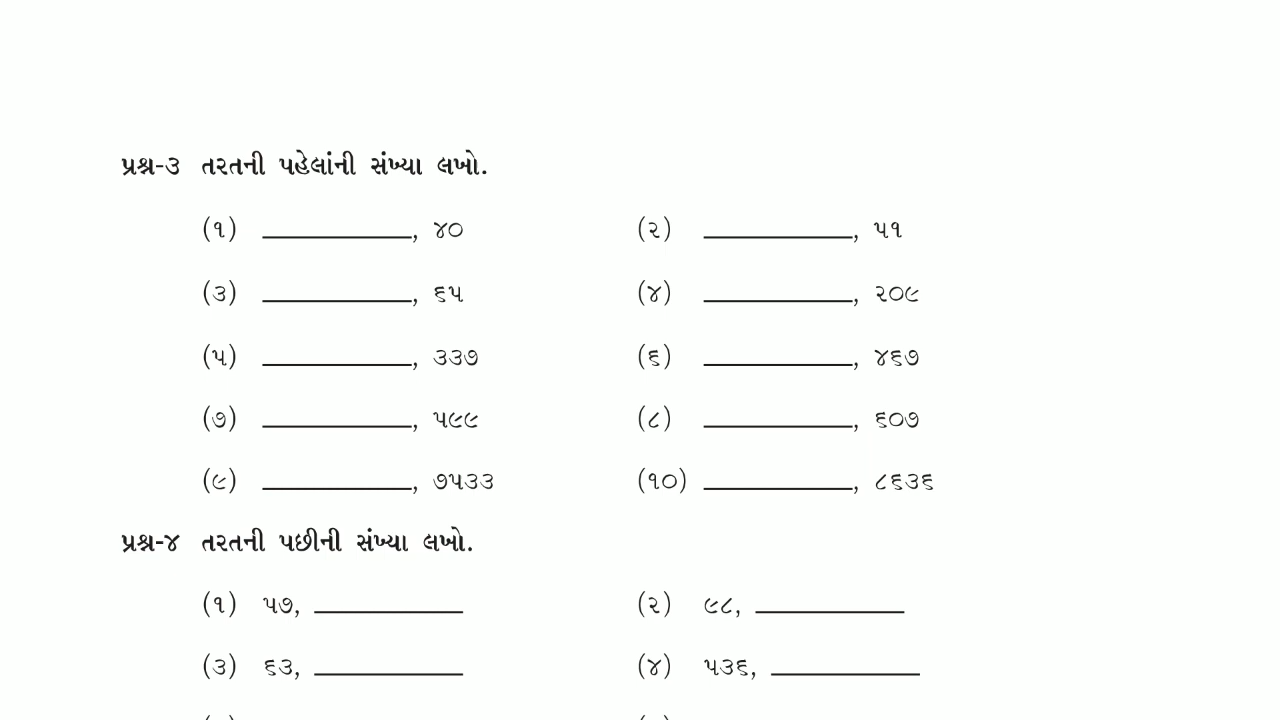 પ્રશ્ન-૩ તરતની પહેલાંની સંખ્યા લખો.
(૧) __________, ૪૦ (૨) __________, ૫૧
(૩) __________, ૬૫ (૪) __________, ૨૦૯
(૫) __________, ૩૩૭ (૬) __________, ૪૬૭
(૭) __________, ૫૯૯ (૮) __________, ૬૦૭
(૯) __________, ૭૫૩૩ (૧૦) __________, ૮૬૩૬
પ્રશ્ન-૪ તરતની પછીની સંખ્યા લખો.
(૧) ૫૭, __________ (૨) ૯૮, __________
(૩) ૬૩, __________ (૪) ૫૩૬, __________